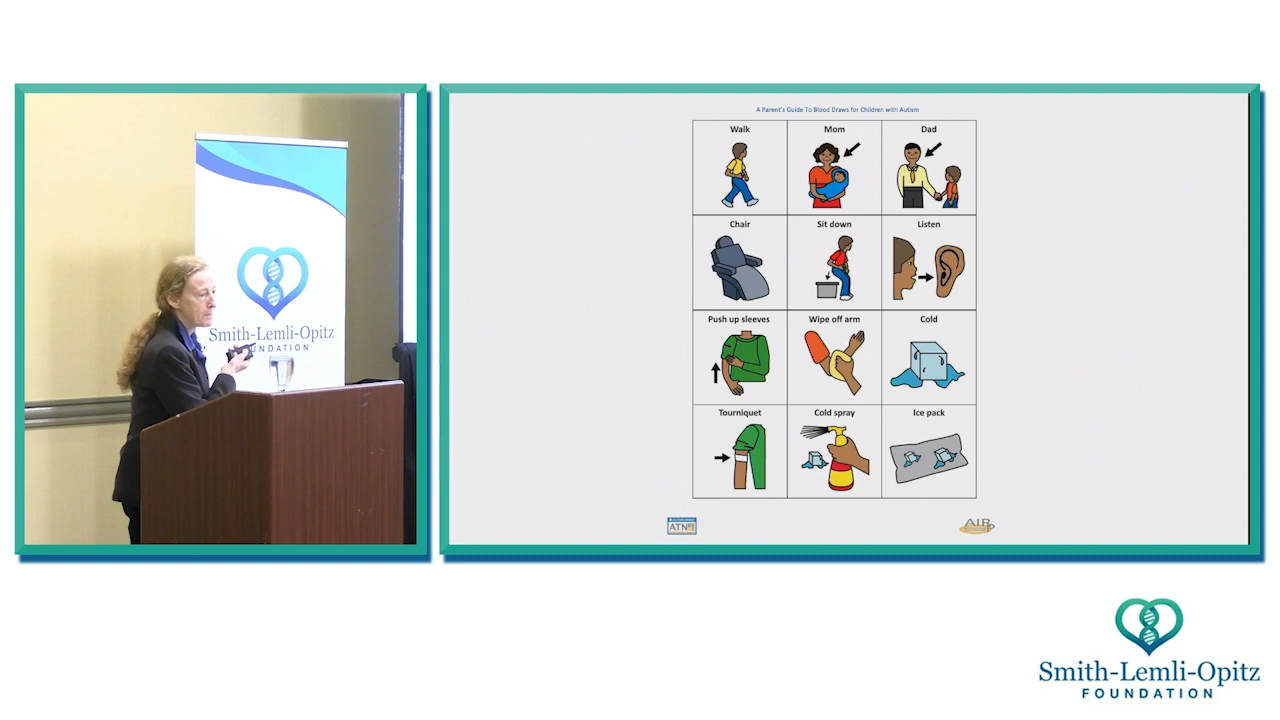 Smith-Lemli-Opitz
UNDATION
A Parent's Guide To Blood Draws for Children with Autism
Walk
Mom
Dad
Chair
Sit down
Listen
Push up sleeves
Wipe off arm
Cold
Tourniquet
Cold spray
Ice pack
ATN
AIR
P
Smith-Lemli-Opitz
FOUNDATION